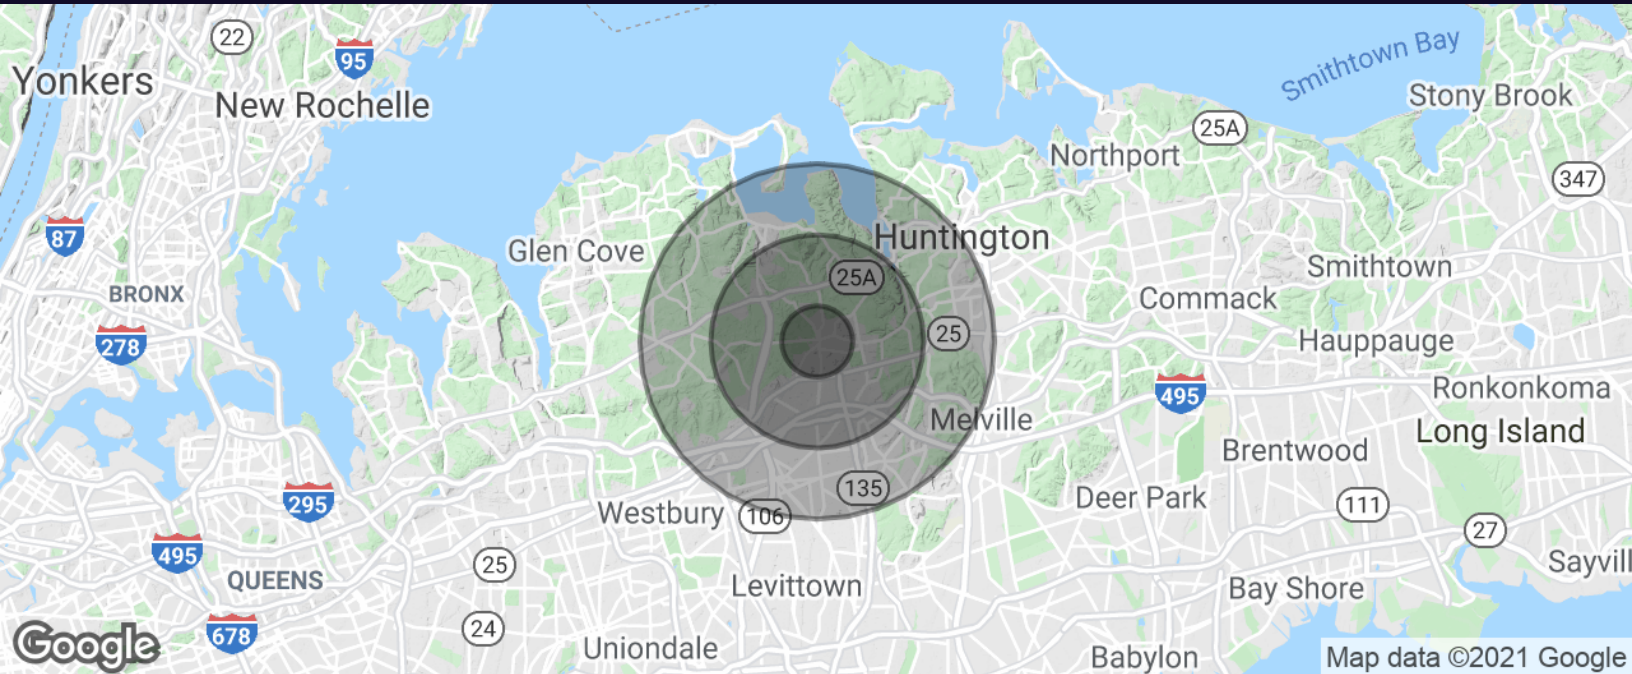 22
95
Yonkers
New Rochelle
Smithtown Bay
Stony Brook
25A
Northport
347
87
Glen Cove
Huntington
Smithtown
25A
BRONX
Commack
278
25
Hauppauge
495
Ronkonkoma
Melville
Long Island
Brentwood
295
135
Deer Park
111
Westbury
106
27
495
25
Sayvill
QUEENS
Levittown
Bay Shore
24
678
Google
Uniondale
Babylon
Map data ©2021 Google